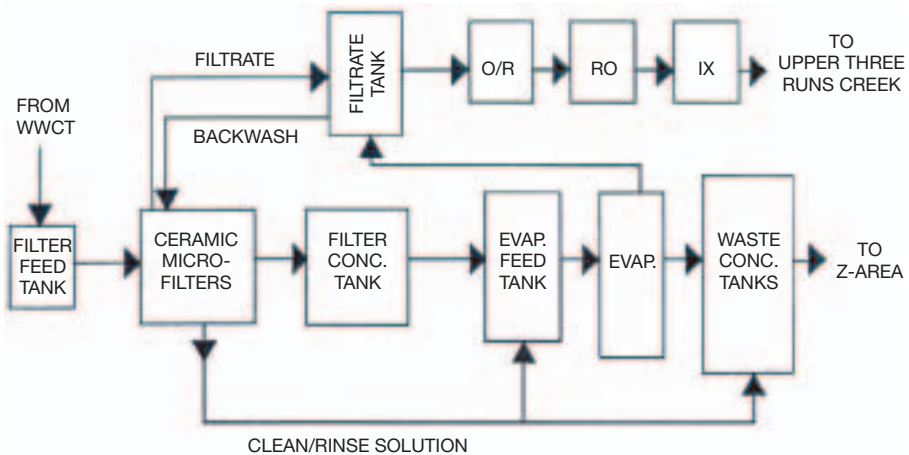 TO
UPPER THREE
RUNS CREEK
FILTRATE
TANK
O/R
RO
IX
FILTRATE
BACKWASH
FROM
WWCT
FILTER
FEED
TANK
CERAMIC
MICRO-
FILTERS
FILTER
CONC.
TANK
EVAP.
FEED
TANK
EVAP.
WASTE
CONC.
TANKS
TO
Z-AREA
CLEAN/RINSE SOLUTION